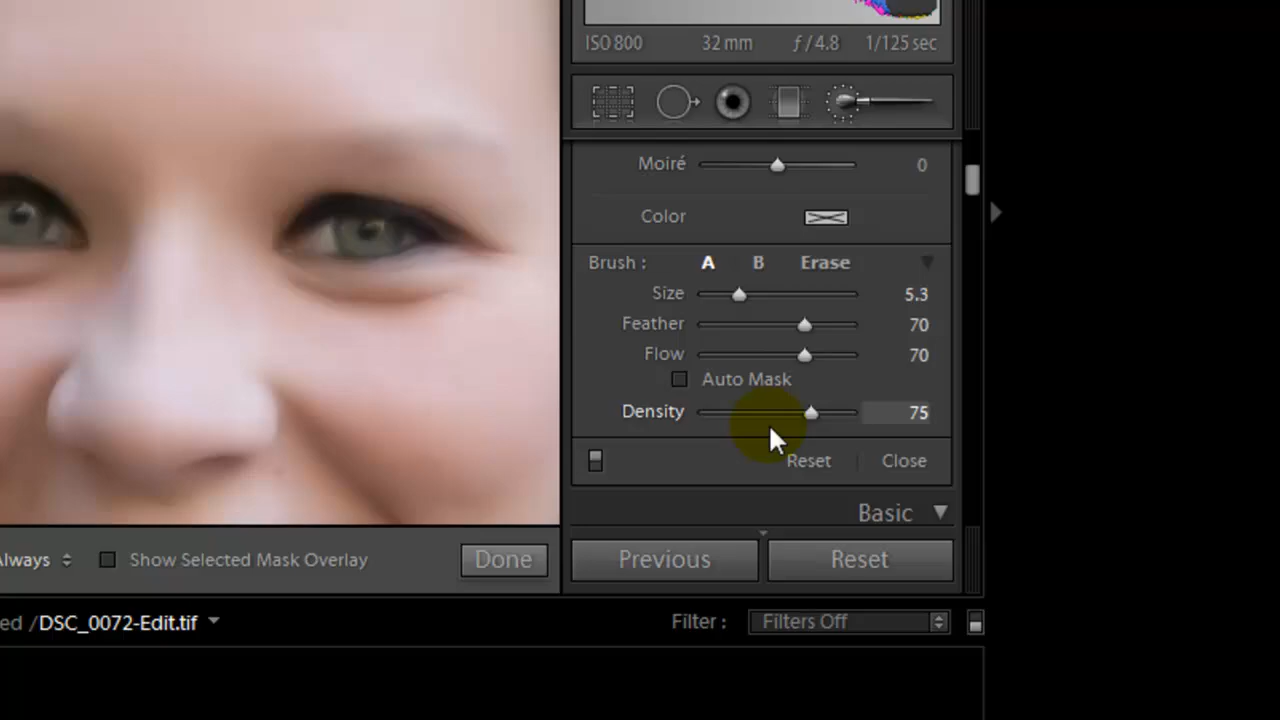 ISO 800 32 mm ƒ / 4.8 1/125 sec
Moiré 0
Color
Brush : A B Erase
Size 5.3
Feather 70
Flow 70
Auto Mask
Density 75
Reset Close
Basic
Always Show Selected Mask Overlay Done
Previous Reset
ed /DSC_0072-Edit.tif
Filter : Filters Off